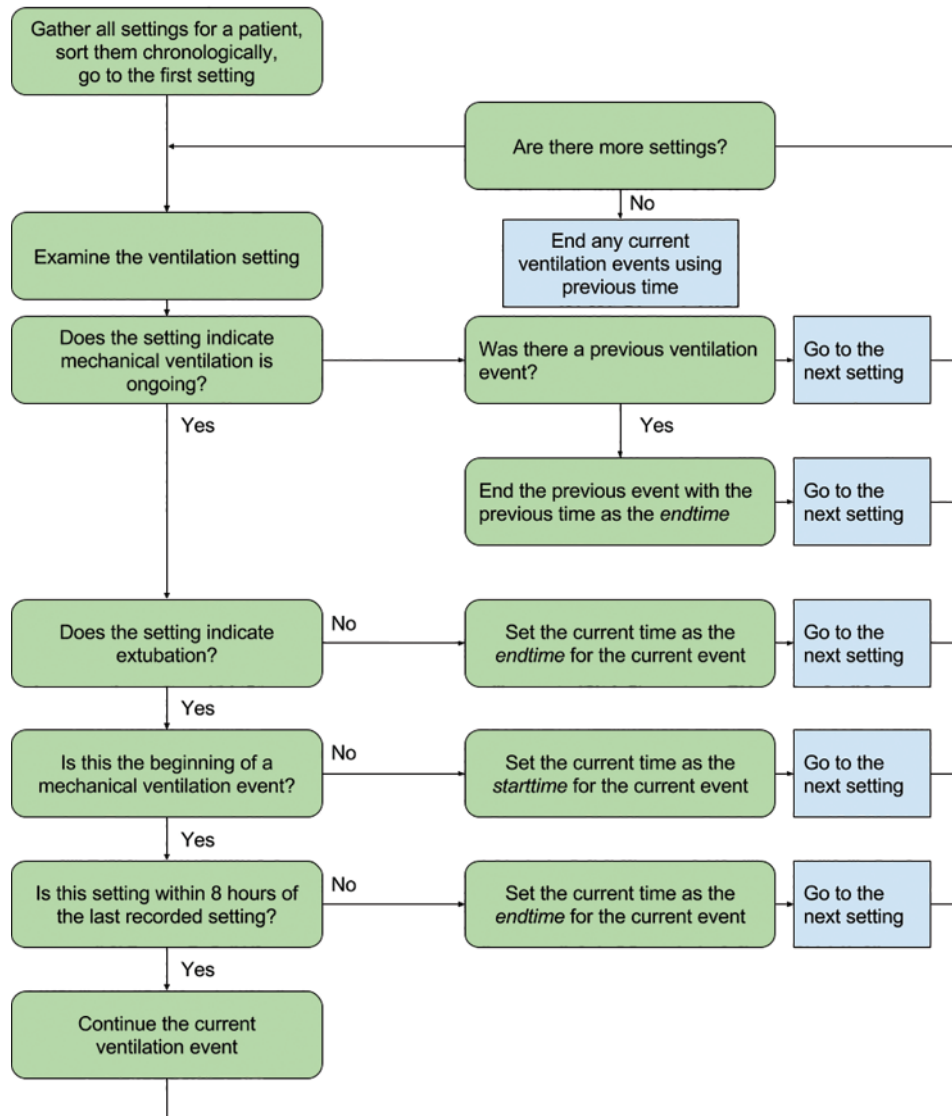 Gather all settings for a patient,
sort them chronologically,
go to the first setting
Are there more settings?
No
End any current
ventilation events using
previous time
Examine the ventilation setting
Does the setting indicate
mechanical ventilation is
ongoing?
Was there a previous ventilation
event?
Go to the
next setting
Yes
Yes
End the previous event with the
previous time as the endtime
Go to the
next setting
Does the setting indicate
extubation?
No
Set the current time as the
endtime for the current event
Go to the
next setting
Yes
Is this the beginning of a
mechanical ventilation event?
No
Set the current time as the
starttime for the current event
Go to the
next setting
Yes
Is this setting within 8 hours of
the last recorded setting?
No
Set the current time as the
endtime for the current event
Go to the
next setting
Yes
Continue the current
ventilation event